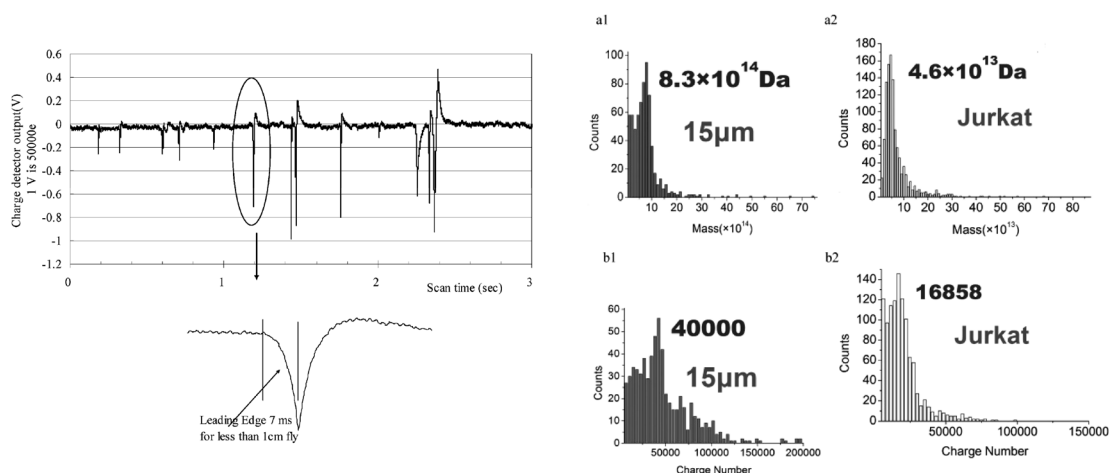 0.6
0.4
0.2
0
-0.2
-0.4
-0.6
-0.8
-1
-1.2
Charge detector output(V)
1 V is 50000e
0
1
2
3
Scan time (sec)
Leading Edge 7 ms
for less than 1cm fly
a1
100
80
60
40
20
0
Counts
8.3×10¹⁴Da
15µm
10 20 30 40 50 60 70
Mass(×10¹⁴)
a2
180
160
140
120
100
80
60
40
20
0
Counts
4.6×10¹³Da
Jurkat
10 20 30 40 50 60 70 80
Mass(×10¹³)
b1
60
50
40
30
20
10
0
Counts
40000
15µm
50000 100000 150000 200000
Charge Number
b2
160
140
120
100
80
60
40
20
0
Counts
16858
Jurkat
50000 100000 150000
Charge Number